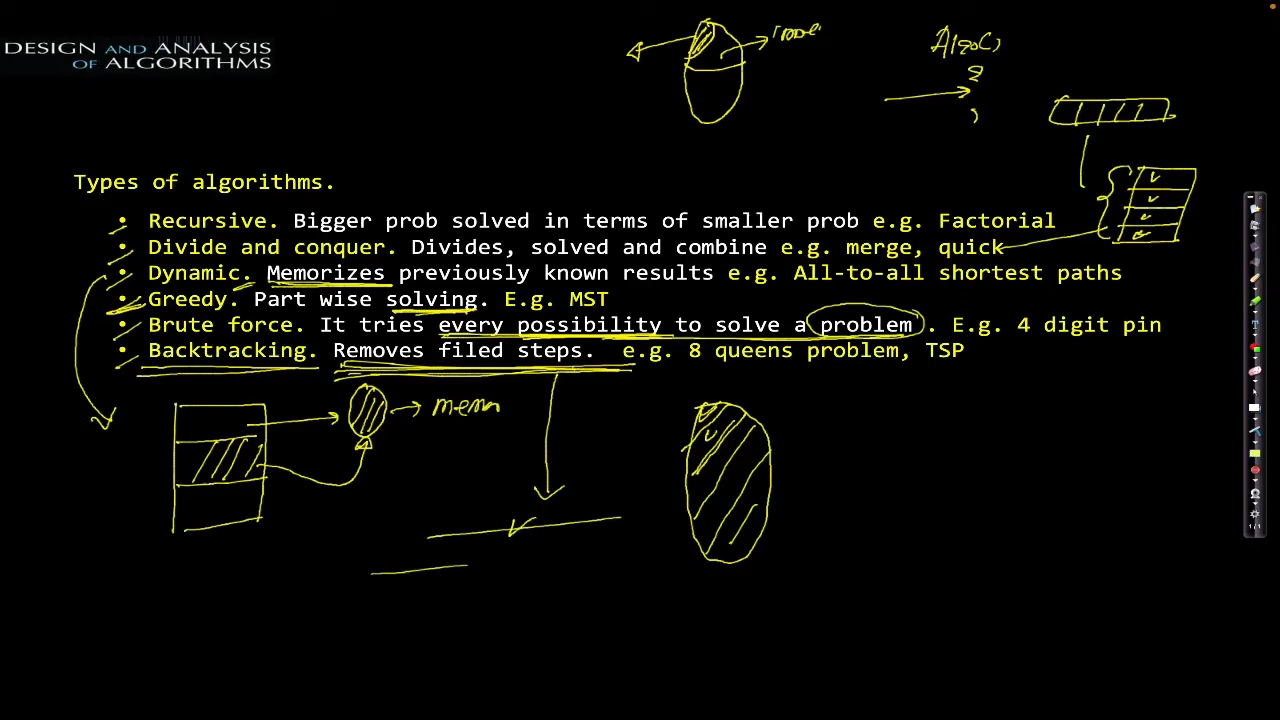 DESIGN AND ANALYSIS
OF ALGORITHMS
Algo()
Types of algorithms.
• Recursive. Bigger prob solved in terms of smaller prob e.g. Factorial
• Divide and conquer. Divides, solved and combine e.g. merge, quick
• Dynamic. Memorizes previously known results e.g. All-to-all shortest paths
• Greedy. Part wise solving. E.g. MST
• Brute force. It tries every possibility to solve a problem . E.g. 4 digit pin
• Backtracking. Removes filed steps. e.g. 8 queens problem, TSP
1/1